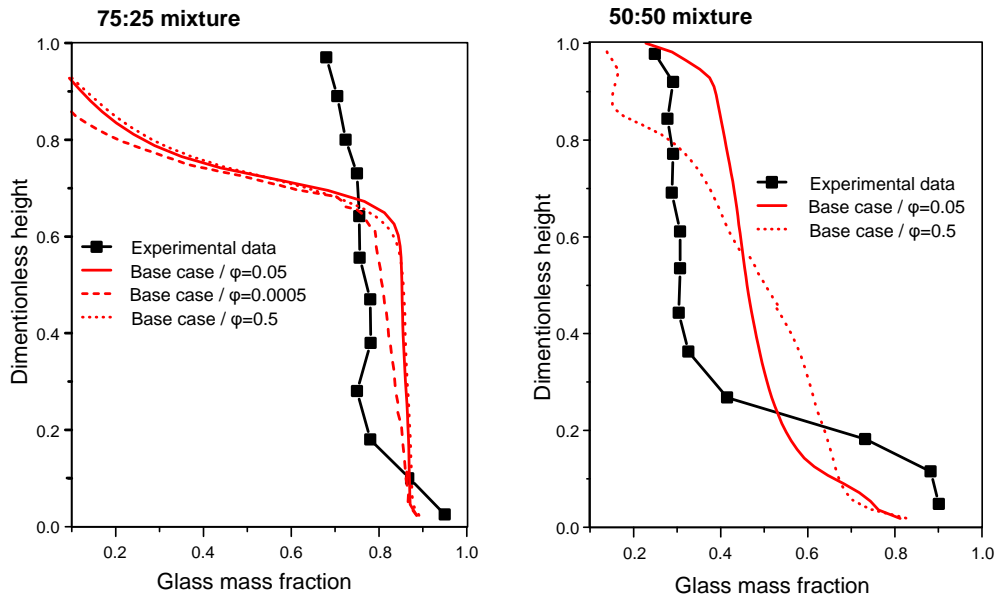 75:25 mixture
1.0
0.8
0.6
0.4
0.2
0.0
Dimentionless height
Experimental data
Base case / φ=0.05
Base case / φ=0.0005
Base case / φ=0.5
0.2
0.4
0.6
0.8
1.0
Glass mass fraction
50:50 mixture
1.0
0.8
0.6
0.4
0.2
0.0
Dimentionless height
Experimental data
Base case / φ=0.05
Base case / φ=0.5
0.2
0.4
0.6
0.8
1.0
Glass mass fraction